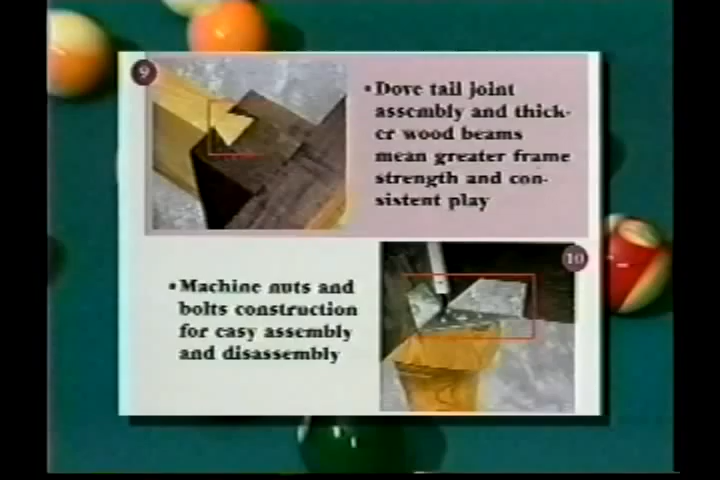 9
• Dove tail joint
assembly and thick-
er wood beams
mean greater frame
strength and con-
sistent play
10
• Machine nuts and
bolts construction
for easy assembly
and disassembly